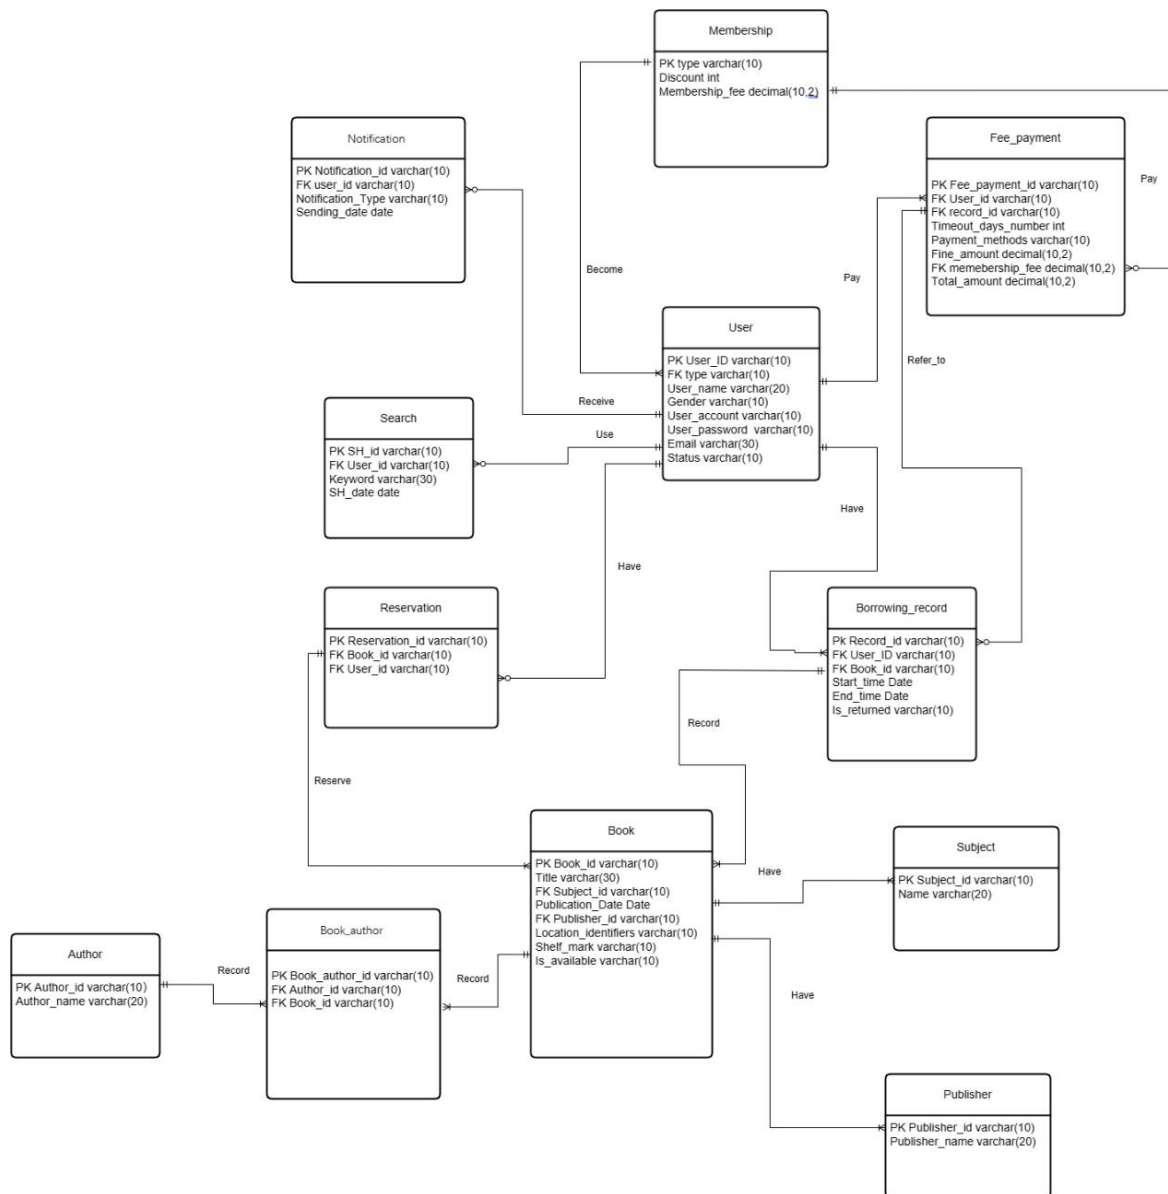 Membership
PK type varchar(10)
Discount int
Membership_fee decimal(10,2)
Notification
PK Notification_id varchar(10)
FK user_id varchar(10)
Notification_Type varchar(10)
Sending_date date
Fee_payment
PK Fee_payment_id varchar(10)
FK User_id varchar(10)
FK record_id varchar(10)
Timeout_days_number int
Payment_methods varchar(10)
Fine_amount decimal(10,2)
FK memebership_fee decimal(10,2)
Total_amount decimal(10,2)
Pay
Become
Pay
User
PK User_ID varchar(10)
FK type varchar(10)
User_name varchar(20)
Gender varchar(10)
User_account varchar(10)
User_password varchar(10)
Email varchar(30)
Status varchar(10)
Refer_to
Receive
Use
Search
PK SH_id varchar(10)
FK User_id varchar(10)
Keyword varchar(30)
SH_date date
Have
Have
Reservation
PK Reservation_id varchar(10)
FK Book_id varchar(10)
FK User_id varchar(10)
Borrowing_record
Pk Record_id varchar(10)
FK User_ID varchar(10)
FK Book_id varchar(10)
Start_time Date
End_time Date
Is_returned varchar(10)
Record
Reserve
Book
PK Book_id varchar(10)
Title varchar(30)
FK Subject_id varchar(10)
Publication_Date Date
FK Publisher_id varchar(10)
Location_identifiers varchar(10)
Shelf_mark varchar(10)
Is_available varchar(10)
Have
Subject
PK Subject_id varchar(10)
Name varchar(20)
Author
PK Author_id varchar(10)
Author_name varchar(20)
Record
Book_author
PK Book_author_id varchar(10)
FK Author_id varchar(10)
FK Book_id varchar(10)
Record
Have
Publisher
PK Publisher_id varchar(10)
Publisher_name varchar(20)